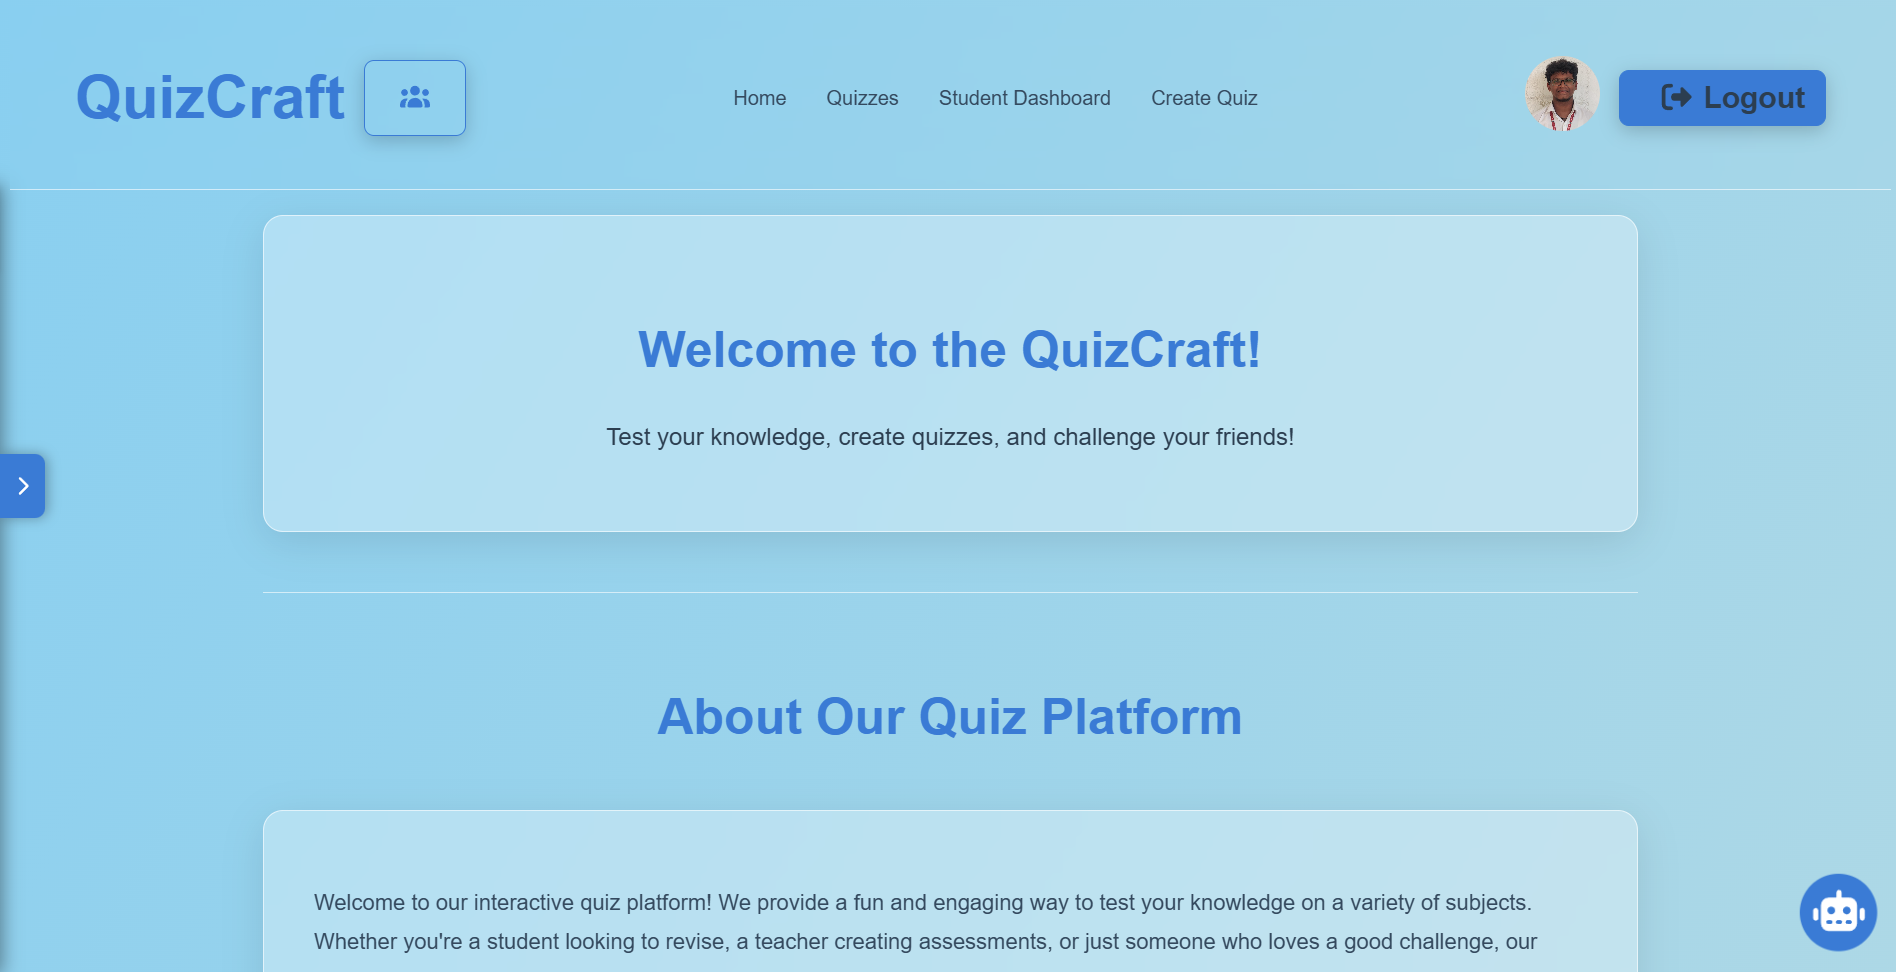 QuizCraft
Home
Quizzes
Student Dashboard
Create Quiz
Logout
Welcome to the QuizCraft!
Test your knowledge, create quizzes, and challenge your friends!
About Our Quiz Platform
Welcome to our interactive quiz platform! We provide a fun and engaging way to test your knowledge on a variety of subjects.
Whether you're a student looking to revise, a teacher creating assessments, or just someone who loves a good challenge, our